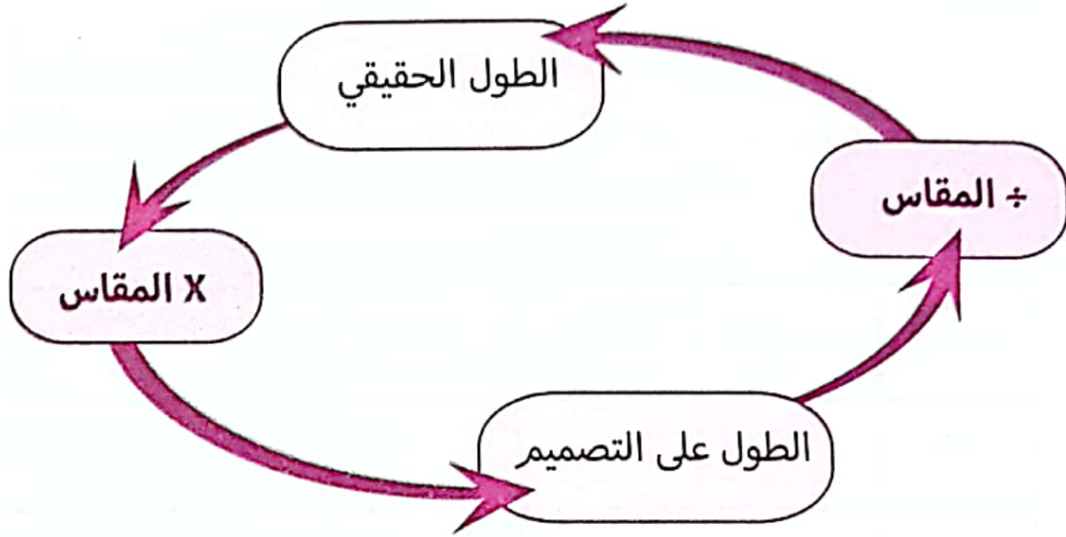 الطول الحقيقي
÷ المقاس
X المقاس
الطول على التصميم